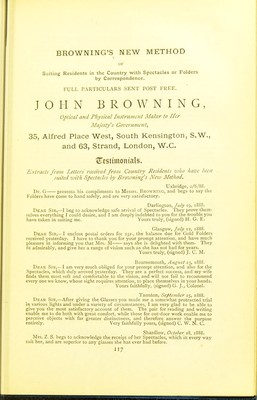 BROWNING'S NEW METHOD
OF
Suiting Residents in the Country with Spectacles or Folders
by Correspondence.
FULL PARTICULARS SENT POST FREE.
JOHN BROWNING,
Optical and Physical Instrument Maker to Her
Majesty's Government,
35, Alfred Place West, South Kensington, S.W.,
and 63, Strand, London, W.C.
Testimonials.
Extracts from Letters received from Country Residents who have been
suited with Spectacles by Browning's New Method.
Uxbridge, 1/8/88.
Dr. G—— presents his compliments to Messrs. BROWNING, and begs to say the
Folders have come to hand safely, and are very satisfactory.
Darlington, July 19, 1888.
DEAR SIR,—I beg to acknowledge safe arrival of Spectacles. They prove them-
selves everything I could desire, and I am deeply indebted to you for the trouble you
have taken in suiting me. Yours truly, (signed) H. G. K.
Glasgow, July 10, 1888.
DEAR SIR,—I enclose postal orders for 19s., the balance due for Gold Folders
received yesterday. I have to thank you for your prompt attention, and have much
pleasure in informing you that Mrs. M—— says she is delighted with these. They
fit admirably, and give her a range of vision such as she has not had for years.
Yours truly, (signed) J. C. M.
Bournemouth, August 23, 1888.
DEAR SIR,—I am very much obliged for your prompt attention, and also for the
Spectacles, which duly arrived yesterday. They are a perfect success, and my wife
finds them most soft and comfortable to the vision, and will not fail to recommend
every one we know, whose sight requires attention, to place themselves in your hands.
Yours faithfully, (signed) G. J., Colonel.
Taunton, September 23, 1888.
DEAR SIR,—After giving the Glasses you made me a somewhat protracted trial
in various lights and under a variety of circumstances, I am very glad to be able to
give you the most satisfactory account of them. The pair for reading and writing
enable me to do both with great comfort, while those for out-door work enable me to
perceive objects with far greater distinctness, and therefore answer the purpose
entirely. Very faithfully yours, (signed) C. W. N. C.
Shardlow, October 16, 1886.
Mrs. E. S. begs to acknowledge the receipt of her Spectacles, which in every way
suit her, and are superior to any glasses she has ever had before.
117